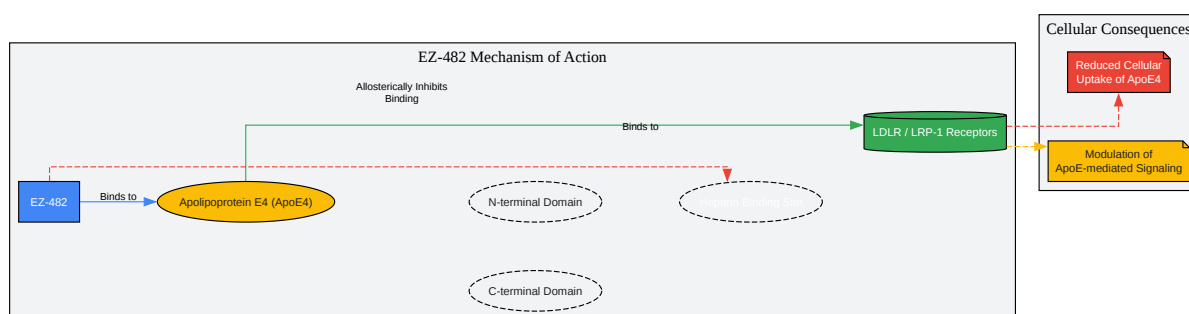 Cellular Consequences
EZ-482 Mechanism of Action
Reduced Cellular
Uptake of ApoE4
Allosterically Inhibits
Binding
Binds to
LDLR / LRP-1 Receptors
Modulation of
ApoE-mediated Signaling
EZ-482
Binds to
Apolipoprotein E4 (ApoE4)
N-terminal Domain
Heparin Binding Site
C-terminal Domain